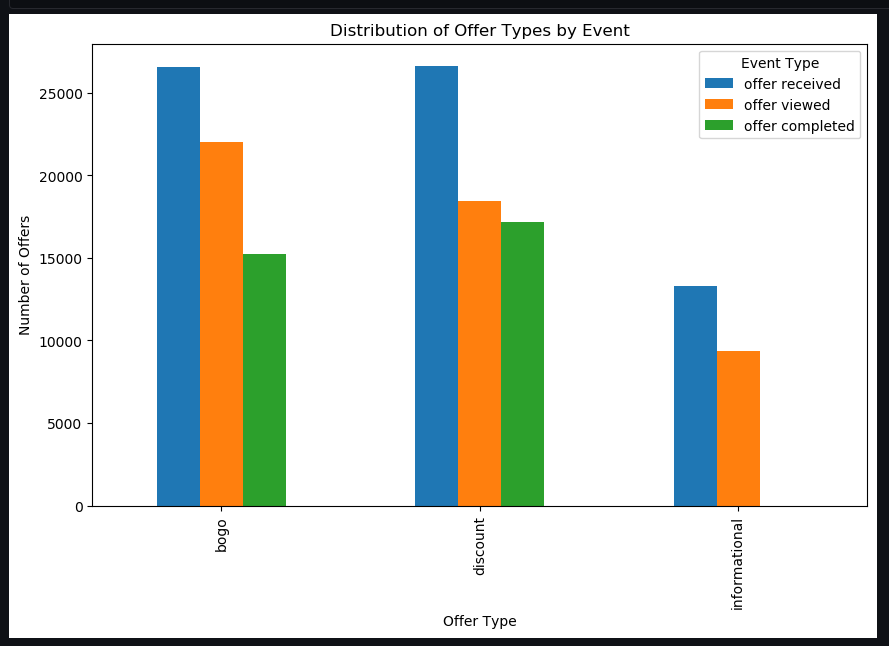 Distribution of Offer Types by Event
Event Type
offer received
offer viewed
offer completed
Number of Offers
25000
20000
15000
10000
5000
0
bogo
discount
informational
Offer Type